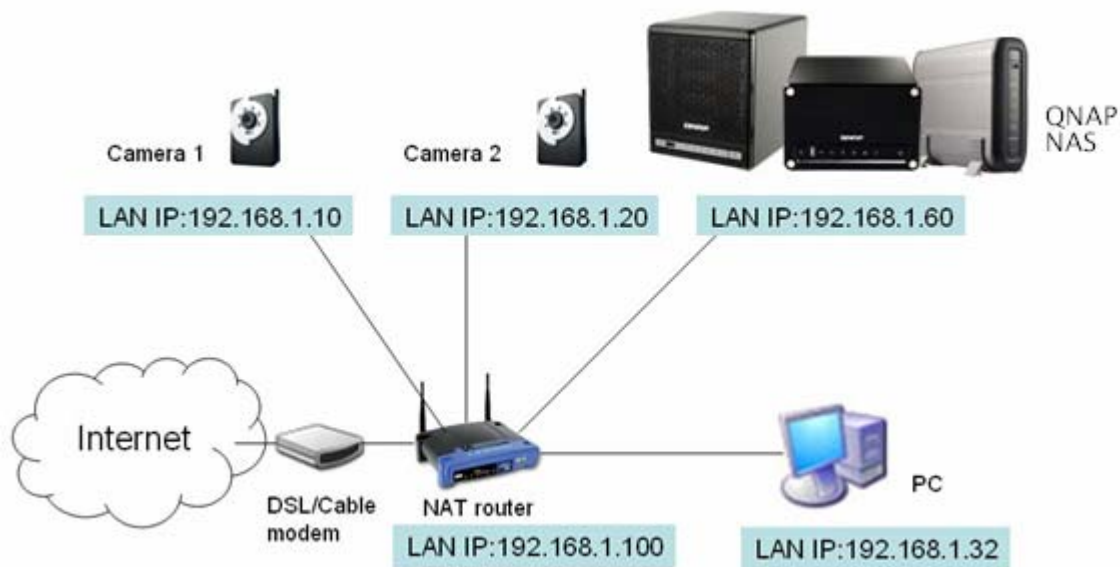 QNAP
NAS
Camera 1
Camera 2
LAN IP:192.168.1.10
LAN IP:192.168.1.20
LAN IP:192.168.1.60
Internet
DSL/Cable
modem
NAT router
PC
LAN IP:192.168.1.100
LAN IP:192.168.1.32